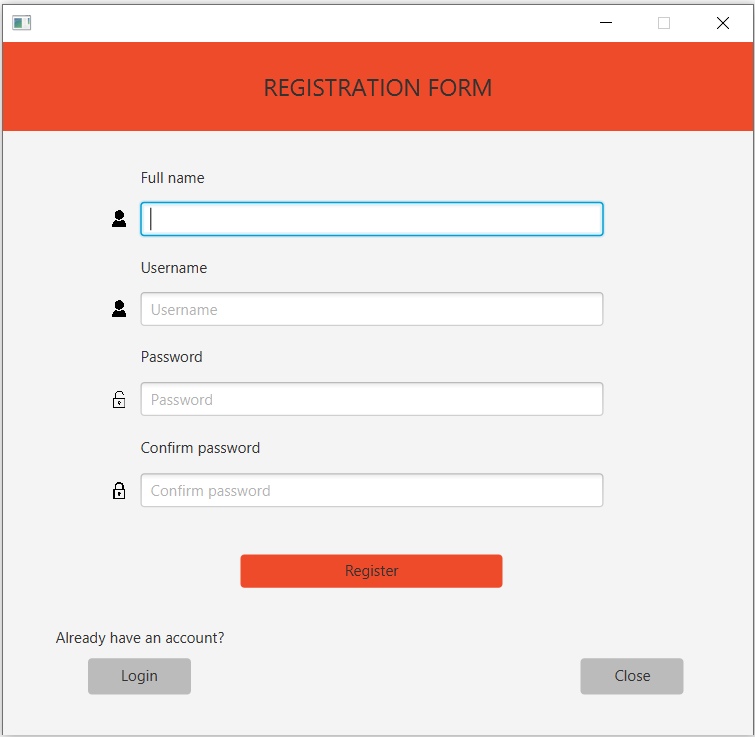 REGISTRATION FORM
Full name
Username
Username
Password
Password
Confirm password
Confirm password
Register
Already have an account?
Login
Close